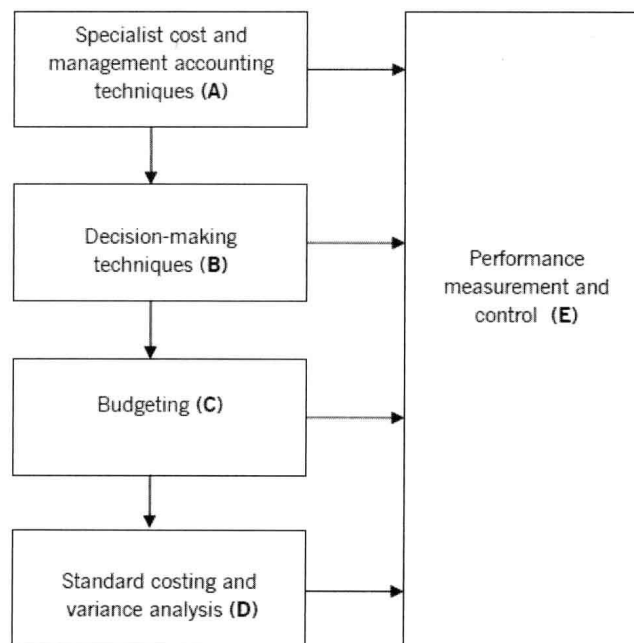 Specialist cost and
management accounting
techniques (A)
Decision-making
techniques (B)
Budgeting (C)
Standard costing and
variance analysis (D)
Performance
measurement and
control (E)